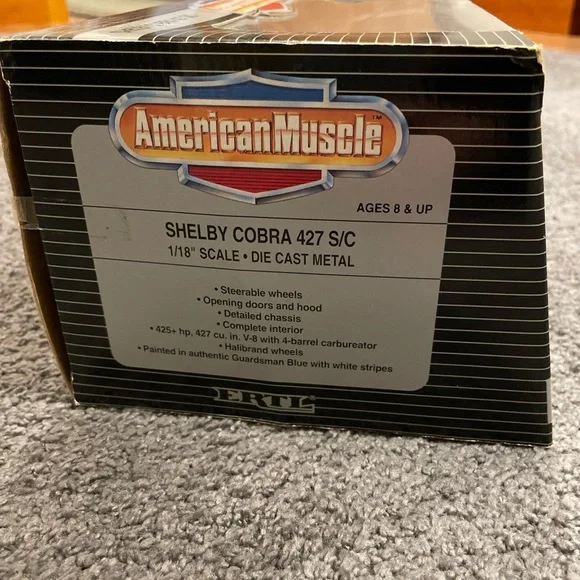 AmericanMuscle™
AGES 8 & UP
SHELBY COBRA 427 S/C
1/18" SCALE • DIE CAST METAL
• Steerable wheels
• Opening doors and hood
• Detailed chassis
• Complete interior
• 425+ hp, 427 cu. in. V-8 with 4-barrel carbureator
• Halibrand wheels
• Painted in authentic Guardsman Blue with white stripes
ERTL